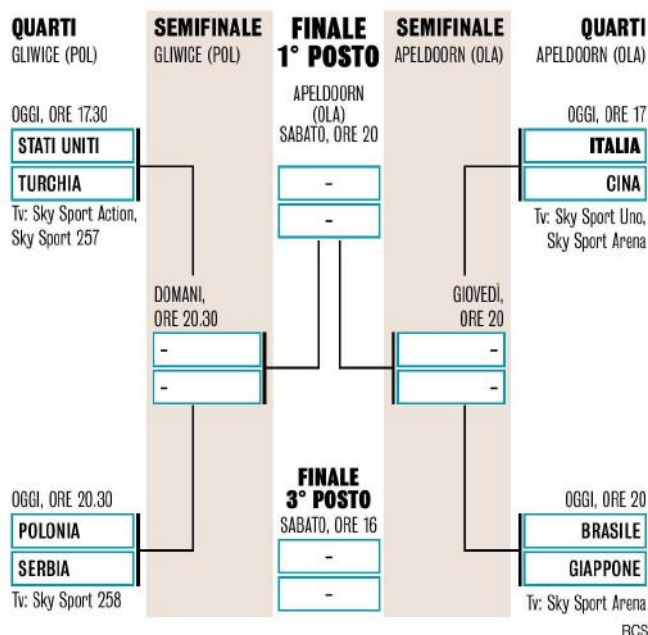 QUARTI
GLIWICE (POL)
OGGI, ORE 17.30
STATI UNITI
TURCHIA
Tv: Sky Sport Action,
Sky Sport 257
OGGI, ORE 20.30
POLONIA
SERBIA
Tv: Sky Sport 258
SEMIFINALE
GLIWICE (POL)
DOMANI,
ORE 20.30
-
-
FINALE
1° POSTO
APELDOORN
(OLA)
SABATO, ORE 20
-
-
FINALE
3° POSTO
SABATO, ORE 16
-
-
SEMIFINALE
APELDOORN (OLA)
GIOVEDÌ,
ORE 20
-
-
QUARTI
APELDOORN (OLA)
OGGI, ORE 17
ITALIA
CINA
Tv: Sky Sport Uno,
Sky Sport Arena
OGGI, ORE 20
BRASILE
GIAPPONE
Tv: Sky Sport Arena
RCS